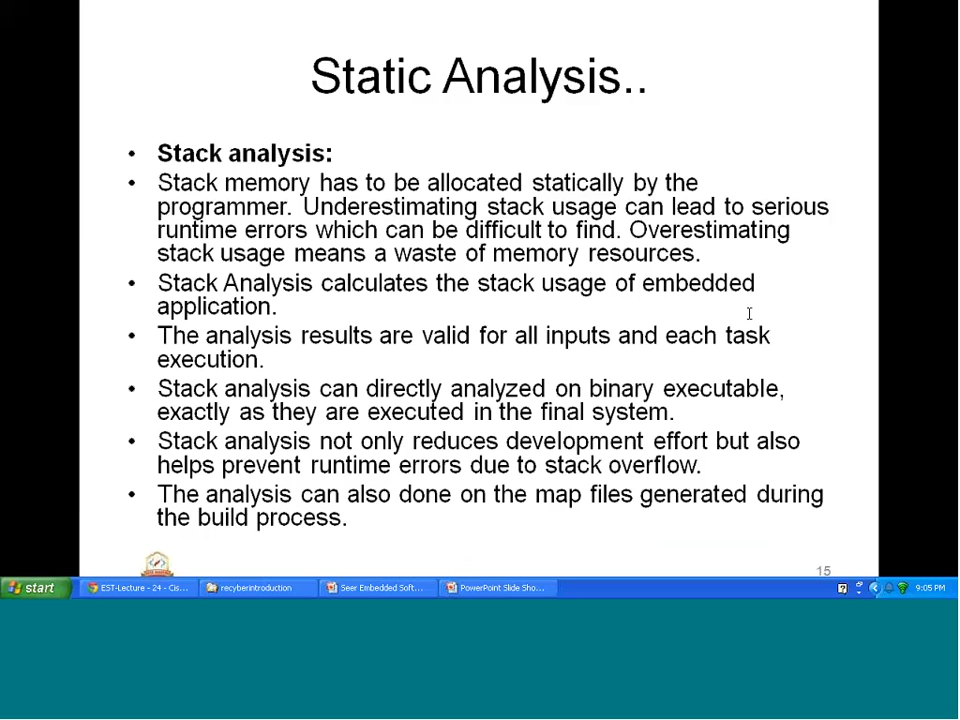 Static Analysis..
• Stack analysis:
• Stack memory has to be allocated statically by the
programmer. Underestimating stack usage can lead to serious
runtime errors which can be difficult to find. Overestimating
stack usage means a waste of memory resources.
• Stack Analysis calculates the stack usage of embedded
application.
• The analysis results are valid for all inputs and each task
execution.
• Stack analysis can directly analyzed on binary executable,
exactly as they are executed in the final system.
• Stack analysis not only reduces development effort but also
helps prevent runtime errors due to stack overflow.
• The analysis can also done on the map files generated during
the build process.
15
start
EST-Lecture - 24 - Cis...
recyberintroduction
Seer Embedded Soft...
PowerPoint Slide Sho...
9:05 PM